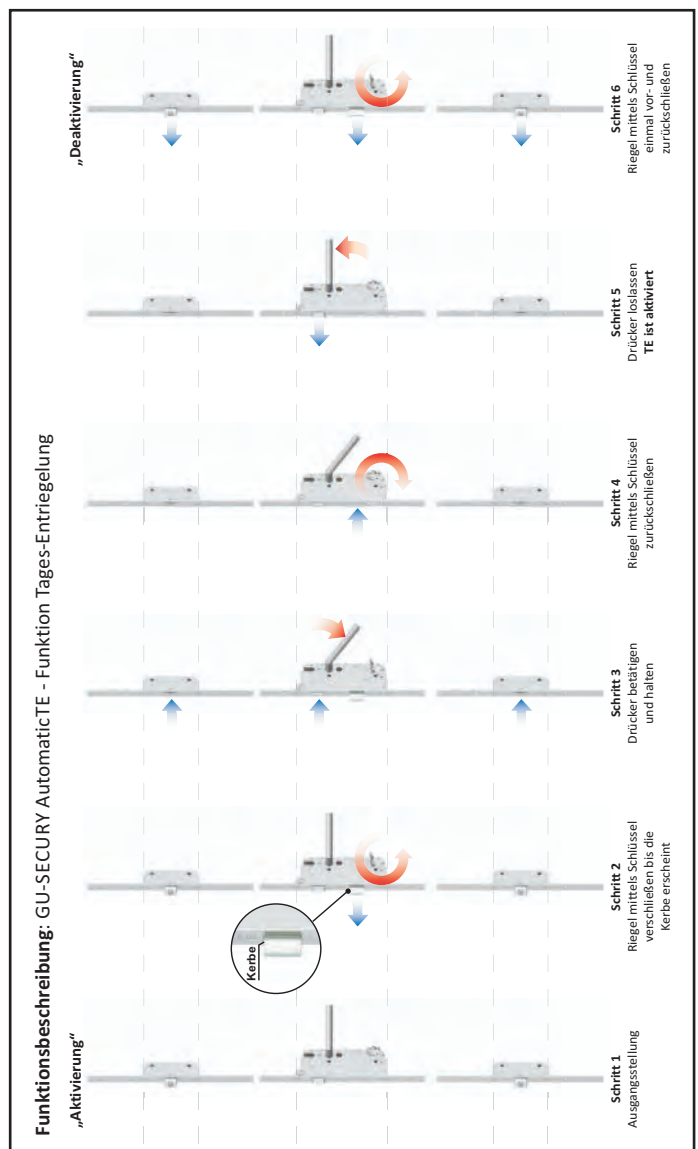 Funktionsbeschreibung: GU-SECURY AutomaticTE - Funktion Tages-Entriegelung
„Aktivierung“
„Deaktivierung“
Kerbe
Schritt 1
Ausgangsstellung
Schritt 2
Riegel mittels Schlüssel
verschließen bis die
Kerbe erscheint
Schritt 3
Drücker betätigen
und halten
Schritt 4
Riegel mittels Schlüssel
zurückschließen
Schritt 5
Drücker loslassen
TE ist aktiviert
Schritt 6
Riegel mittels Schlüssel
einmal vor- und
zurückschließen